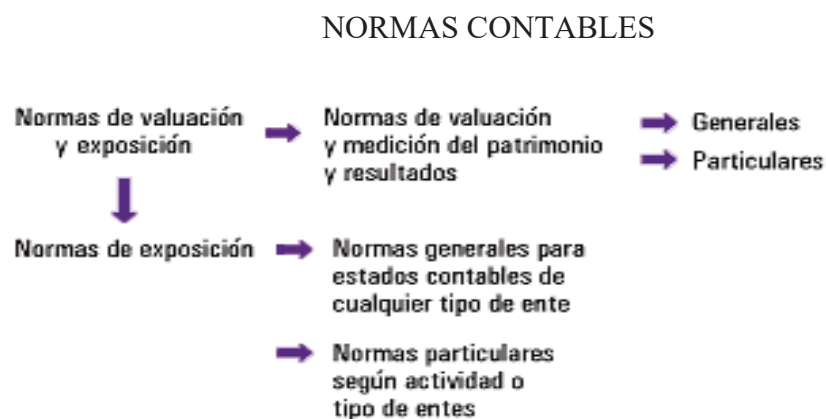 NORMAS CONTABLES
Normas de valuación
y exposición
Normas de valuación
y medición del patrimonio
y resultados
Generales
Particulares
Normas de exposición
Normas generales para
estados contables de
cualquier tipo de ente
Normas particulares
según actividad o
tipo de entes